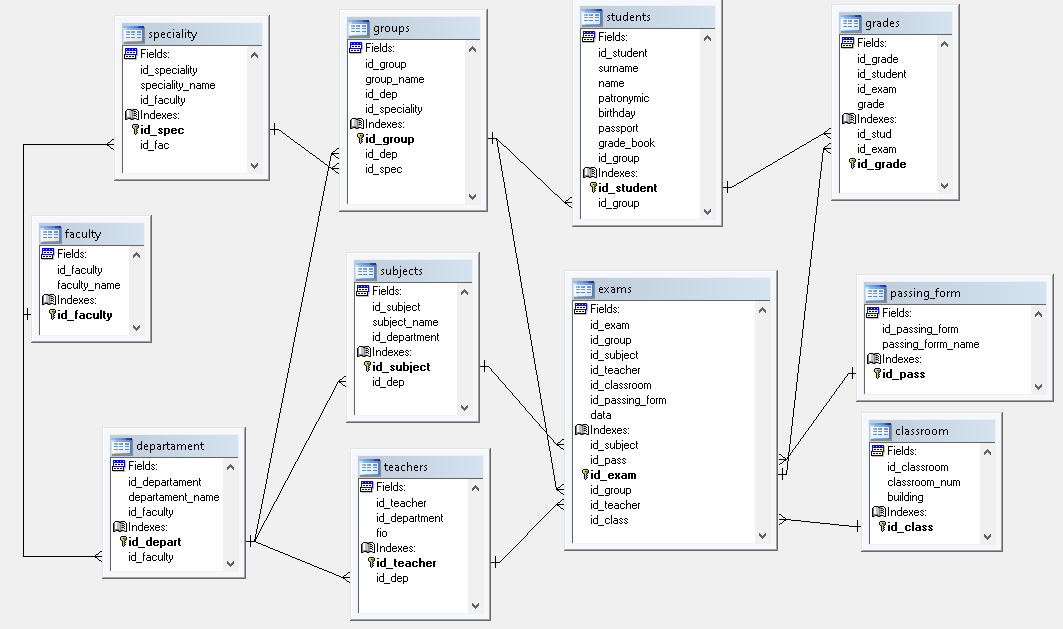 speciality
Fields:
id_speciality
speciality_name
id_faculty
Indexes:
id_spec
id_fac
groups
Fields:
id_group
group_name
id_dep
id_speciality
Indexes:
id_group
id_dep
id_spec
students
Fields:
id_student
surname
name
patronymic
birthday
passport
grade_book
id_group
Indexes:
id_student
id_group
grades
Fields:
id_grade
id_student
id_exam
grade
Indexes:
id_stud
id_exam
id_grade
faculty
Fields:
id_faculty
faculty_name
Indexes:
id_faculty
subjects
Fields:
id_subject
subject_name
id_department
Indexes:
id_subject
id_dep
exams
Fields:
id_exam
id_group
id_subject
id_teacher
id_classroom
id_passing_form
data
Indexes:
id_subject
id_pass
id_exam
id_group
id_teacher
id_class
passing_form
Fields:
id_passing_form
passing_form_name
Indexes:
id_pass
departament
Fields:
id_departament
departament_name
id_faculty
Indexes:
id_depart
id_faculty
teachers
Fields:
id_teacher
id_department
fio
Indexes:
id_teacher
id_dep
classroom
Fields:
id_classroom
classroom_num
building
Indexes:
id_class